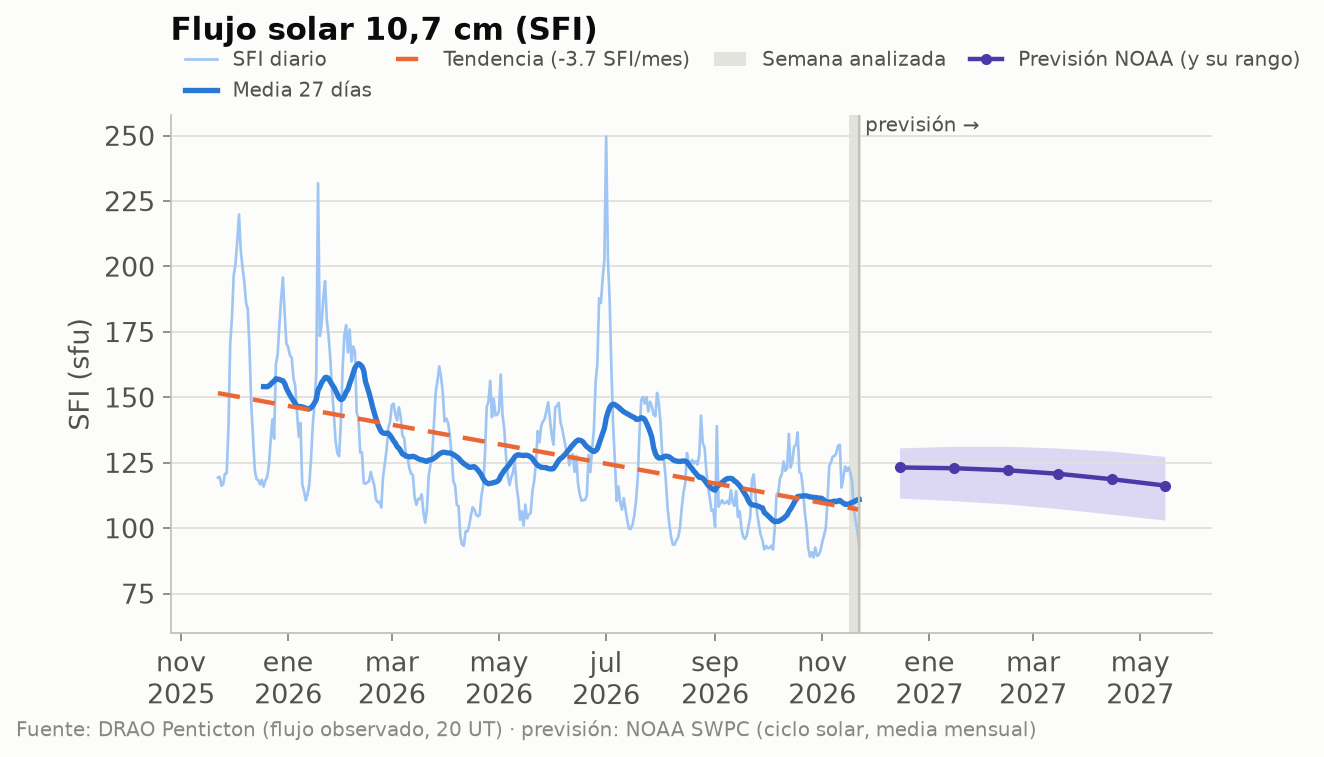 Flujo solar 10,7 cm (SFI)
SFI diario
Tendencia (-3.7 SFI/mes)
Semana analizada
Previsión NOAA (y su rango)
Media 27 días
previsión →
SFI (sfu)
250
225
200
175
150
125
100
75
nov 2025
ene 2026
mar 2026
may 2026
jul 2026
sep 2026
nov 2026
ene 2027
mar 2027
may 2027
Fuente: DRAO Penticton (flujo observado, 20 UT) · previsión: NOAA SWPC (ciclo solar, media mensual)